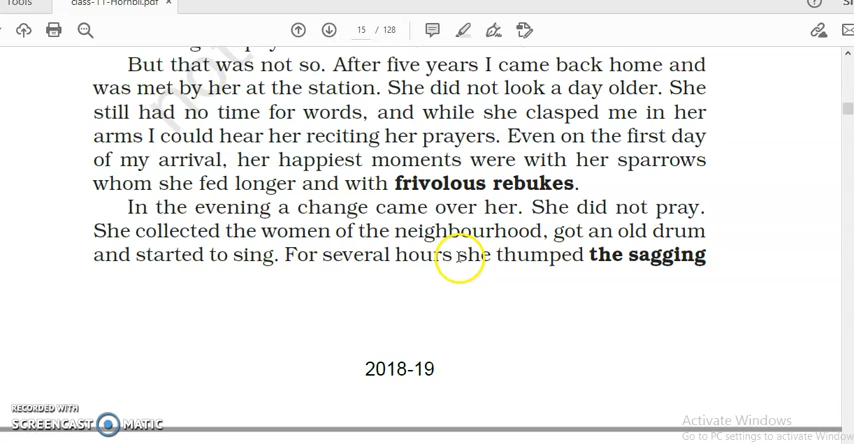 Tools
class-11-Hornbil.pdf ×
15 / 128
But that was not so. After five years I came back home and
was met by her at the station. She did not look a day older. She
still had no time for words, and while she clasped me in her
arms I could hear her reciting her prayers. Even on the first day
of my arrival, her happiest moments were with her sparrows
whom she fed longer and with frivolous rebukes.
In the evening a change came over her. She did not pray.
She collected the women of the neighbourhood, got an old drum
and started to sing. For several hours she thumped the sagging
2018-19
RECORDED WITH
SCREENCAST MATIC
Activate Windows
Go to PC settings to activate Window
not